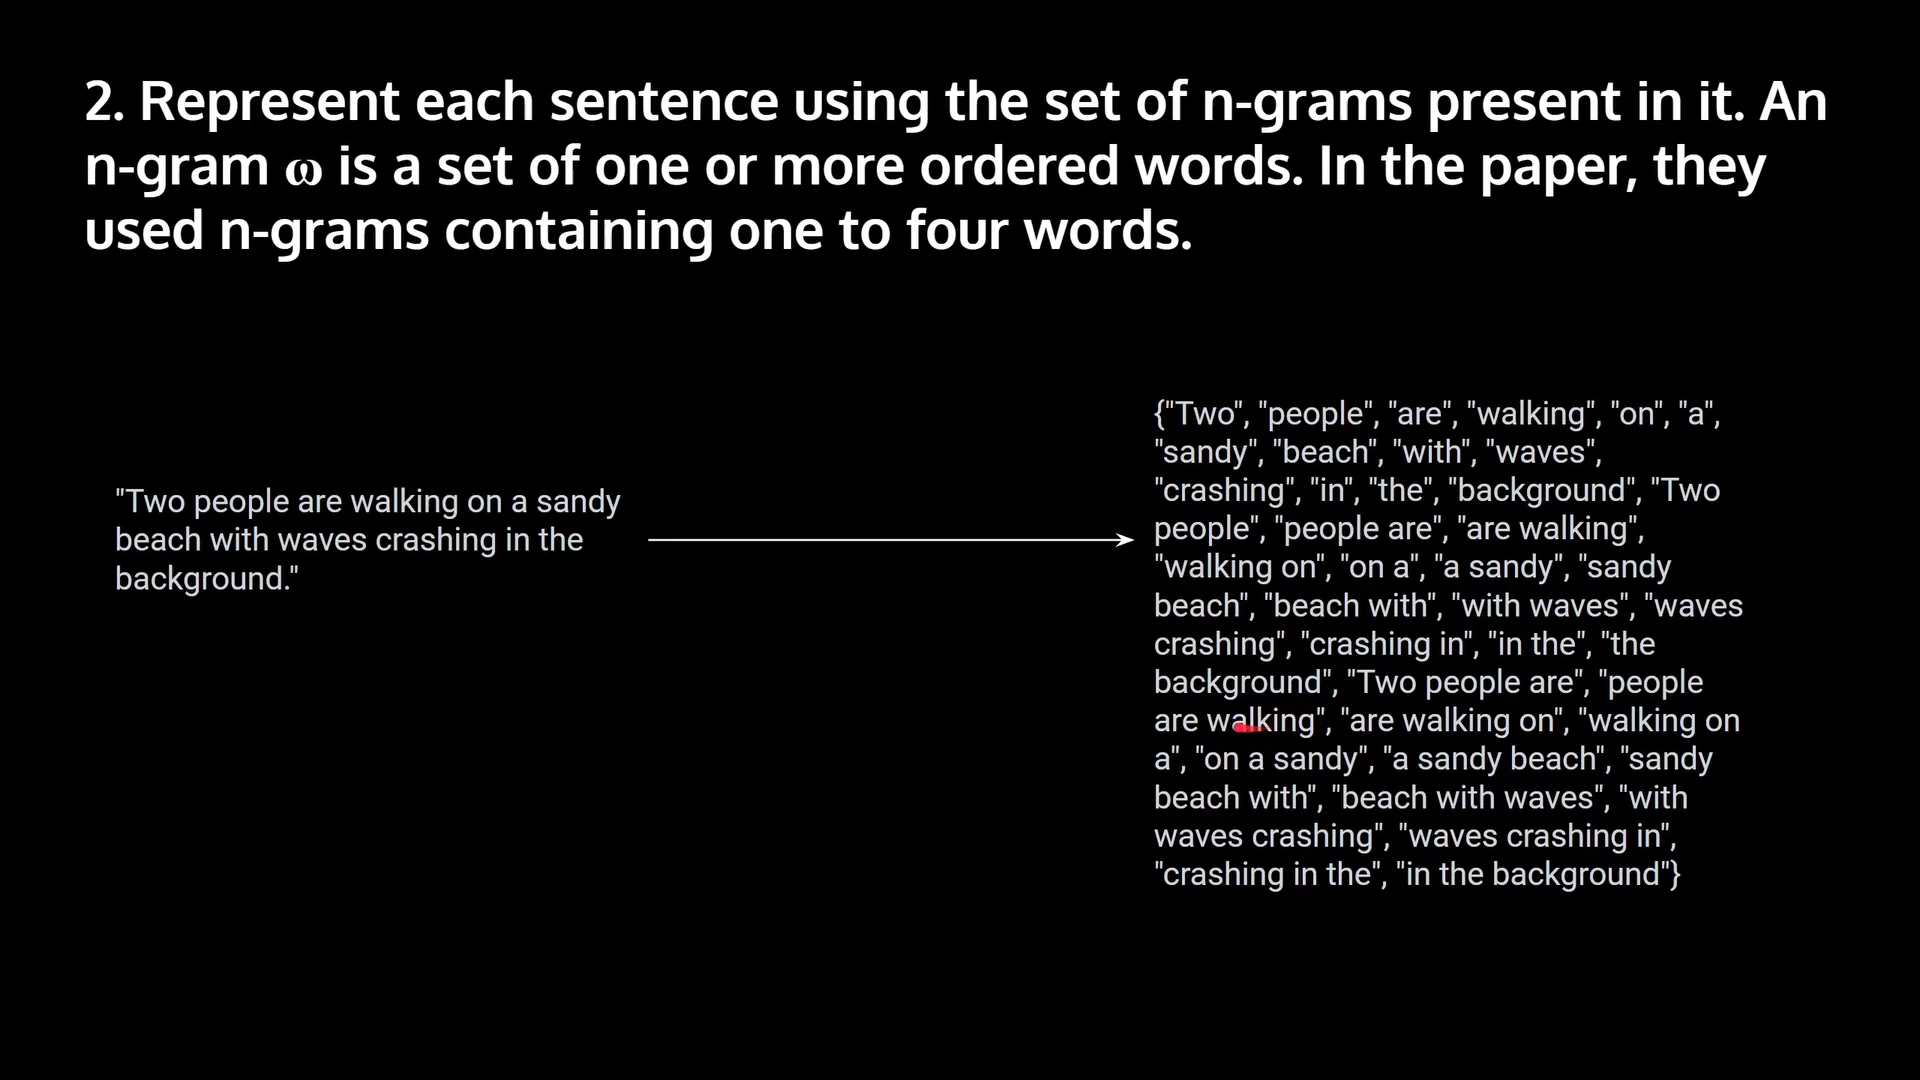 2. Represent each sentence using the set of n-grams present in it. An
n-gram ω is a set of one or more ordered words. In the paper, they
used n-grams containing one to four words.
"Two people are walking on a sandy
beach with waves crashing in the
background."
{"Two", "people", "are", "walking", "on", "a",
"sandy", "beach", "with", "waves",
"crashing", "in", "the", "background", "Two
people", "people are", "are walking",
"walking on", "on a", "a sandy", "sandy
beach", "beach with", "with waves", "waves
crashing", "crashing in", "in the", "the
background", "Two people are", "people
are walking", "are walking on", "walking on
a", "on a sandy", "a sandy beach", "sandy
beach with", "beach with waves", "with
waves crashing", "waves crashing in",
"crashing in the", "in the background"}